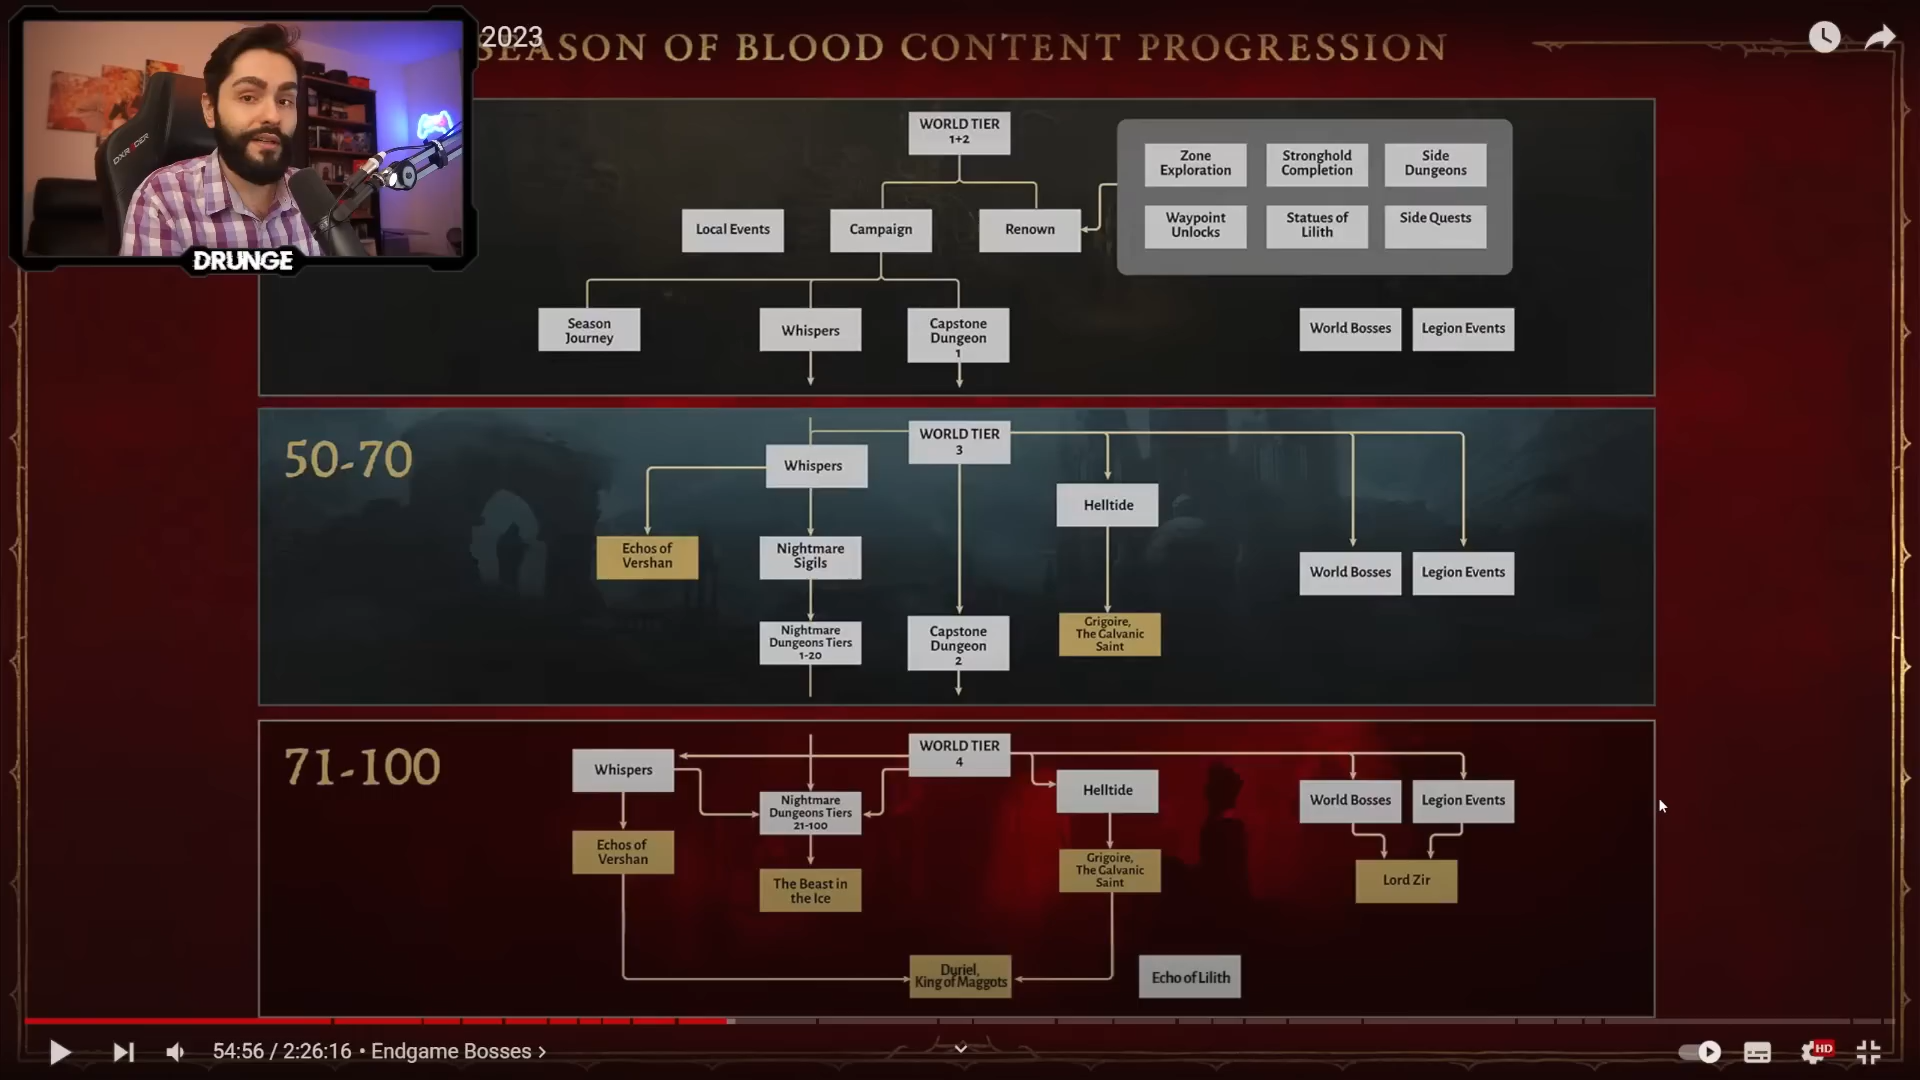 2023
SEASON OF BLOOD CONTENT PROGRESSION
DXRACER
DRUNGE
WORLD TIER
1+2
Zone
Exploration
Stronghold
Completion
Side
Dungeons
Waypoint
Unlocks
Statues of
Lilith
Side Quests
Local Events
Campaign
Renown
Season
Journey
Whispers
Capstone
Dungeon
1
World Bosses
Legion Events
50-70
WORLD TIER
3
Whispers
Helltide
Echos of
Vershan
Nightmare
Sigils
World Bosses
Legion Events
Nightmare
Dungeons Tiers
1-20
Capstone
Dungeon
2
Grigoire,
The Galvanic
Saint
71-100
WORLD TIER
4
Whispers
Nightmare
Dungeons Tiers
21-100
Helltide
World Bosses
Legion Events
Echos of
Vershan
The Beast in
the Ice
Grigoire,
The Galvanic
Saint
Lord Zir
Duriel,
King of Maggots
Echo of Lilith
54:56 / 2:26:16 • Endgame Bosses >
HD